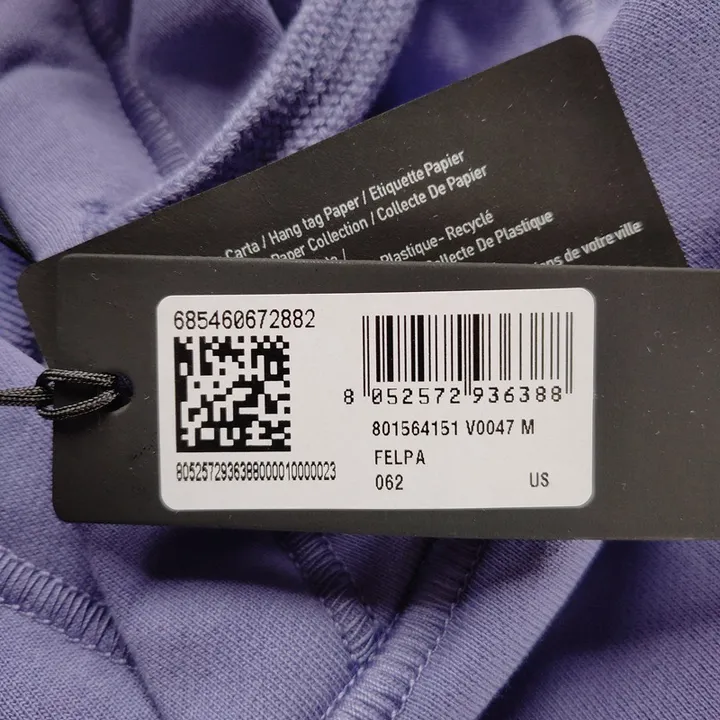 Carta / Hang tag Paper / Etiquette Papier
Paper Collection / Collecte De Papier
Plastique- Recyclé
Collecte De Plastique
de votre ville
685460672882
8052572936388000010000023
8 052572 936388
801564151 V0047 M
FELPA
062 US